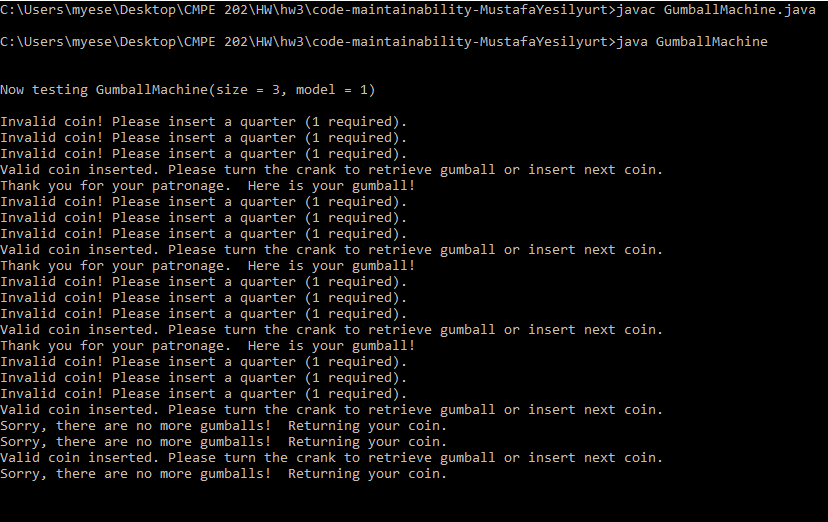 C:\Users\myese\Desktop\CMPE 202\HW\hw3\code-maintainability-MustafaYesilyurt>javac GumballMachine.java
C:\Users\myese\Desktop\CMPE 202\HW\hw3\code-maintainability-MustafaYesilyurt>java GumballMachine
Now testing GumballMachine(size = 3, model = 1)
Invalid coin! Please insert a quarter (1 required).
Invalid coin! Please insert a quarter (1 required).
Invalid coin! Please insert a quarter (1 required).
Valid coin inserted. Please turn the crank to retrieve gumball or insert next coin.
Thank you for your patronage.  Here is your gumball!
Invalid coin! Please insert a quarter (1 required).
Invalid coin! Please insert a quarter (1 required).
Invalid coin! Please insert a quarter (1 required).
Valid coin inserted. Please turn the crank to retrieve gumball or insert next coin.
Thank you for your patronage.  Here is your gumball!
Invalid coin! Please insert a quarter (1 required).
Invalid coin! Please insert a quarter (1 required).
Invalid coin! Please insert a quarter (1 required).
Valid coin inserted. Please turn the crank to retrieve gumball or insert next coin.
Thank you for your patronage.  Here is your gumball!
Invalid coin! Please insert a quarter (1 required).
Invalid coin! Please insert a quarter (1 required).
Invalid coin! Please insert a quarter (1 required).
Valid coin inserted. Please turn the crank to retrieve gumball or insert next coin.
Sorry, there are no more gumballs!  Returning your coin.
Sorry, there are no more gumballs!  Returning your coin.
Valid coin inserted. Please turn the crank to retrieve gumball or insert next coin.
Sorry, there are no more gumballs!  Returning your coin.